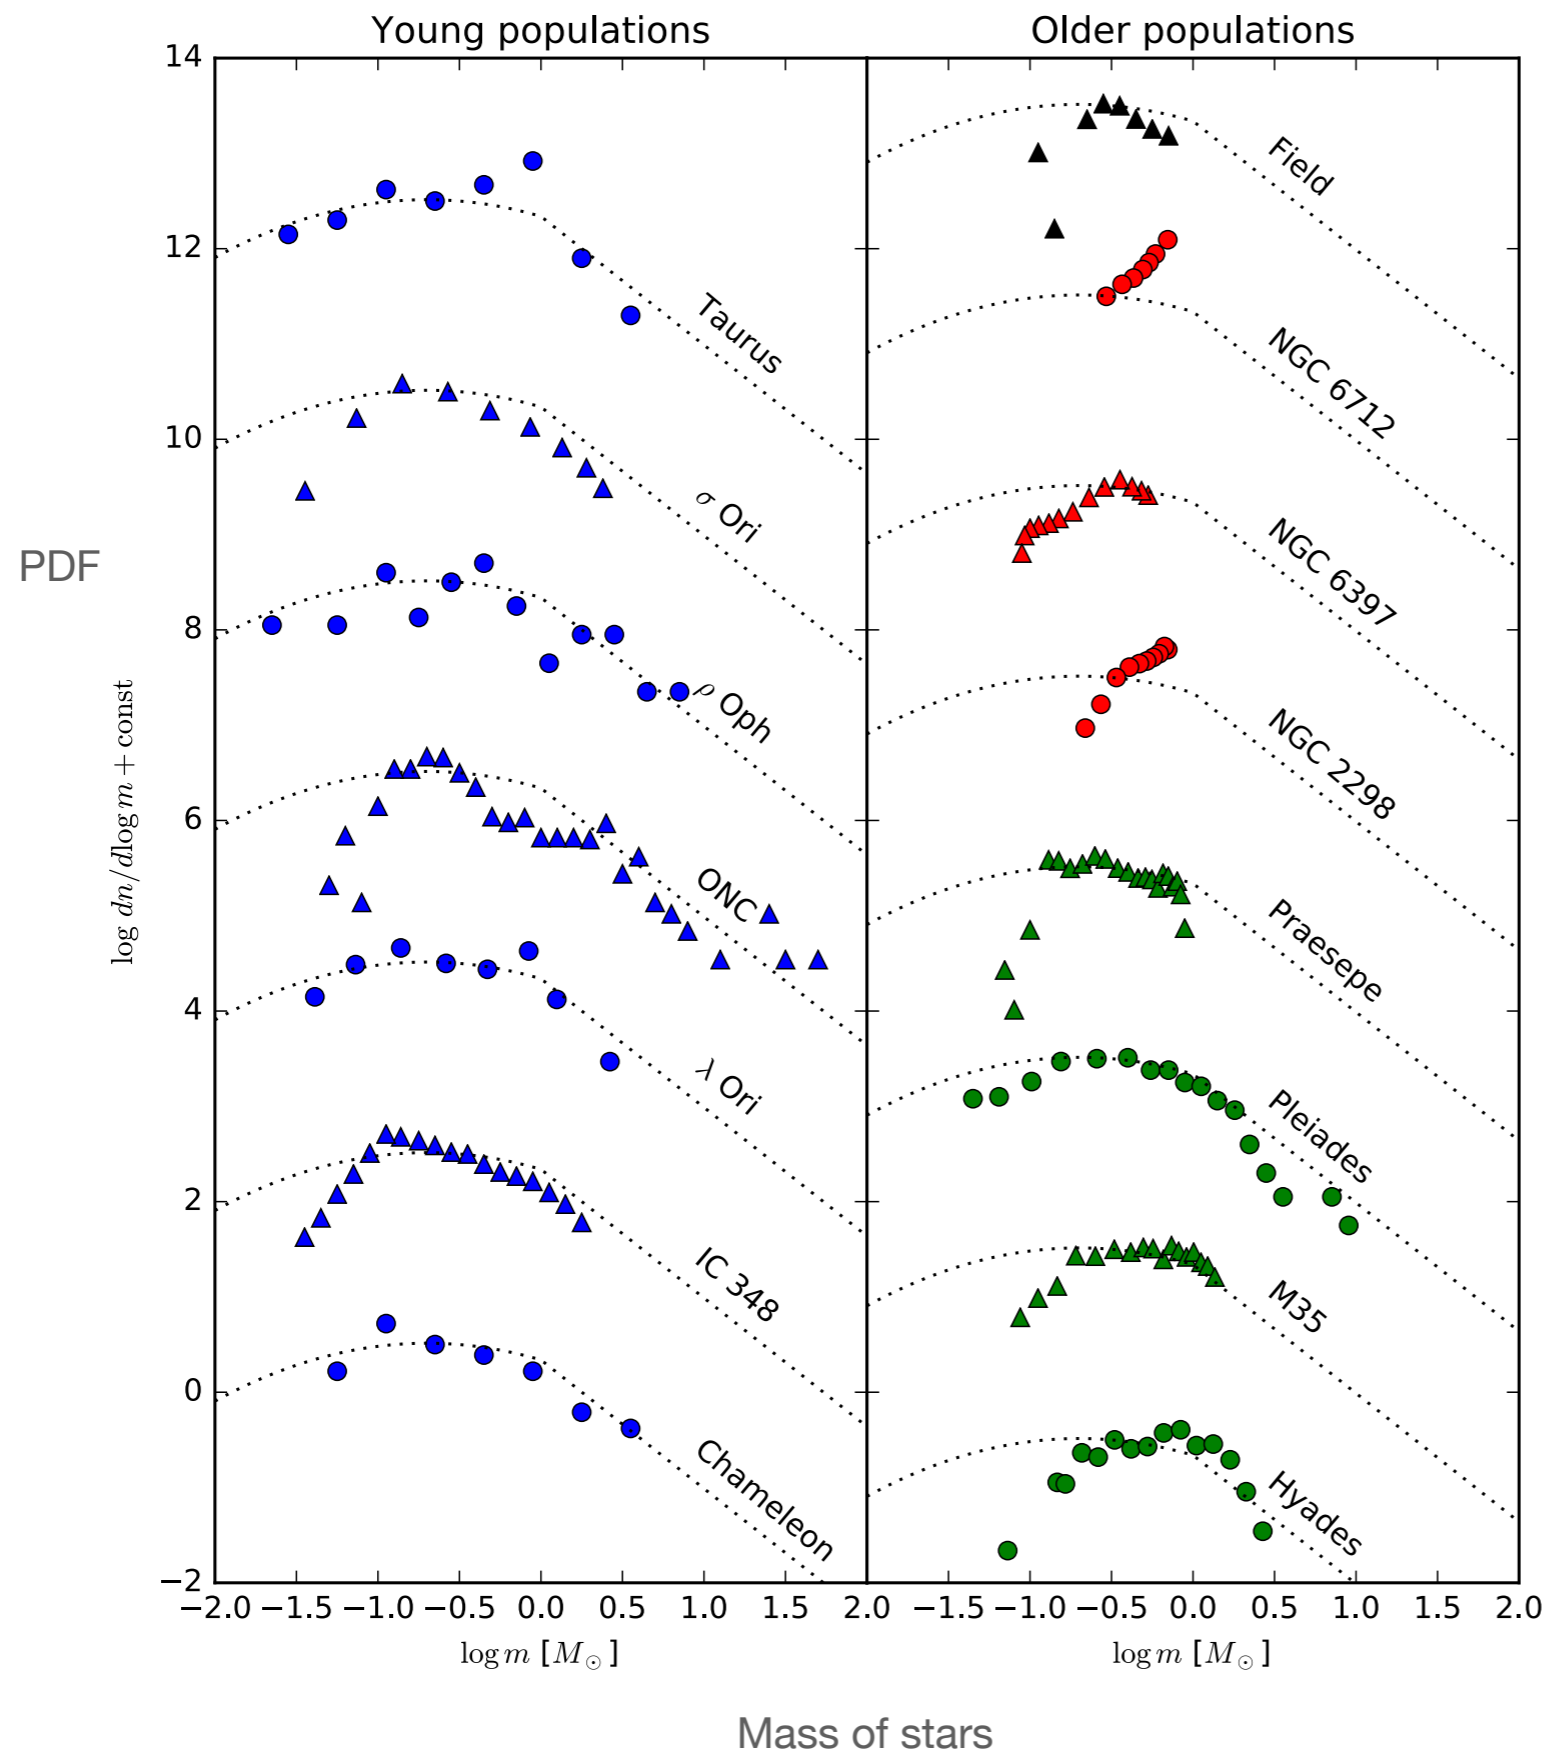 Young populations
Older populations
14
12
10
8
6
4
2
0
−2
PDF
log dn/dlog m + const
Taurus
σ Ori
ρ Oph
ONC
λ Ori
IC 348
Chameleon
Field
NGC 6712
NGC 6397
NGC 2298
Praesepe
Pleiades
M35
Hyades
−2.0 −1.5 −1.0 −0.5 0.0 0.5 1.0 1.5 2.0 −1.5 −1.0 −0.5 0.0 0.5 1.0 1.5 2.0
log m [M⊙]
log m [M⊙]
Mass of stars